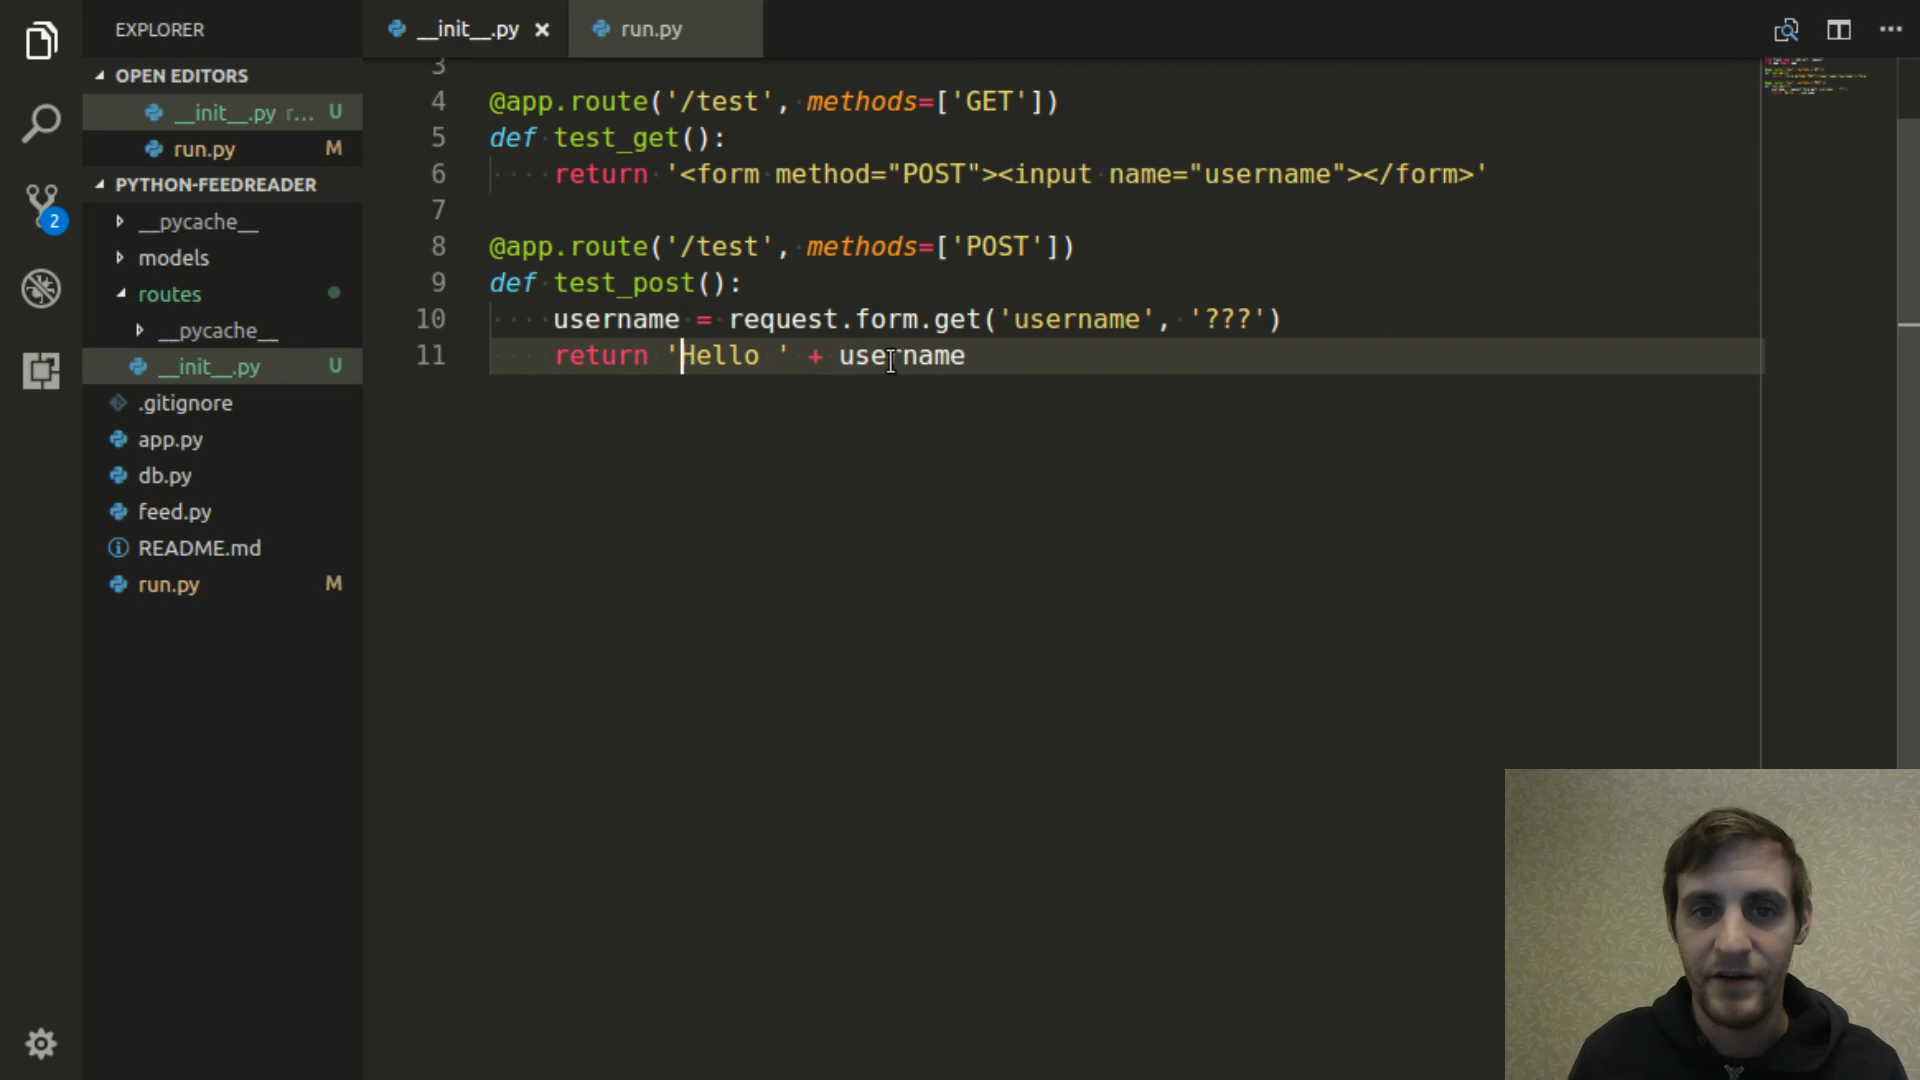 EXPLORER
OPEN EDITORS
__init__.py r... U
run.py M
PYTHON-FEEDREADER
__pycache__
models
routes
__pycache__
__init__.py U
.gitignore
app.py
db.py
feed.py
README.md
run.py M
2
__init__.py
run.py
3
4 @app.route('/test', methods=['GET'])
5 def test_get():
6 return '<form method="POST"><input name="username"></form>'
7
8 @app.route('/test', methods=['POST'])
9 def test_post():
10 username = request.form.get('username', '???')
11 return 'Hello ' + username